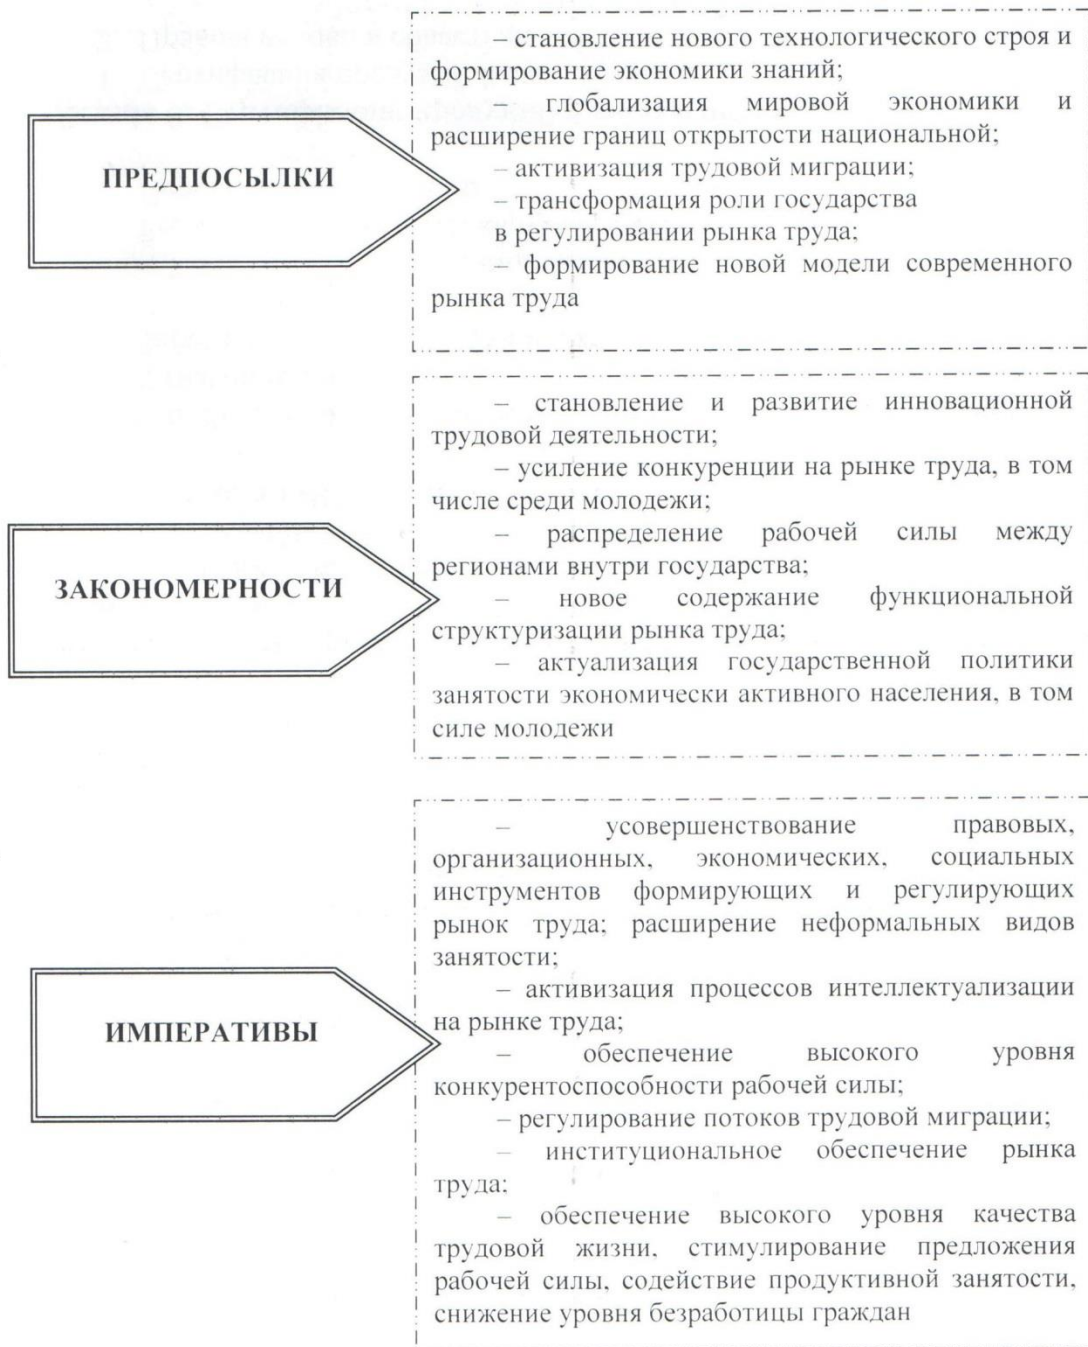 – становление нового технологического строя и
формирование экономики знаний;
глобализация мировой экономики и
расширение границ открытости национальной;
– активизация трудовой миграции;
– трансформация роли государства
в регулировании рынка труда;
– формирование новой модели современного
рынка труда
ПРЕДПОСЫЛКИ
– становление и развитие инновационной
трудовой деятельности;
– усиление конкуренции на рынке труда, в том
числе среди молодежи;
– распределение рабочей силы между
регионами внутри государства;
– новое содержание функциональной
структуризации рынка труда;
– актуализация государственной политики
занятости экономически активного населения, в том
силе молодежи
ЗАКОНОМЕРНОСТИ
– усовершенствование правовых,
организационных, экономических, социальных
инструментов формирующих и регулирующих
рынок труда; расширение неформальных видов
занятости;
– активизация процессов интеллектуализации
на рынке труда;
– обеспечение высокого уровня
конкурентоспособности рабочей силы;
– регулирование потоков трудовой миграции;
– институциональное обеспечение рынка
труда;
– обеспечение высокого уровня качества
трудовой жизни, стимулирование предложения
рабочей силы, содействие продуктивной занятости,
снижение уровня безработицы граждан
ИМПЕРАТИВЫ